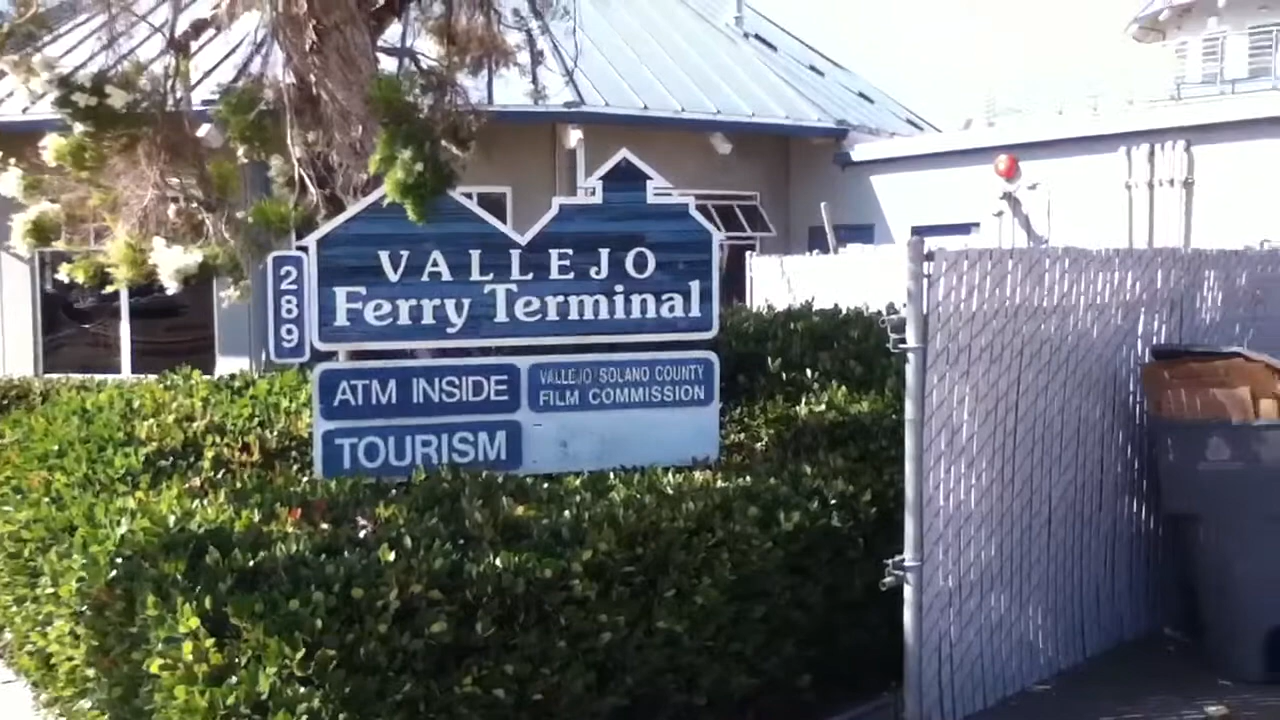 289
VALLEJO
Ferry Terminal
ATM INSIDE
VALLEJO/SOLANO COUNTY
FILM COMMISSION
TOURISM